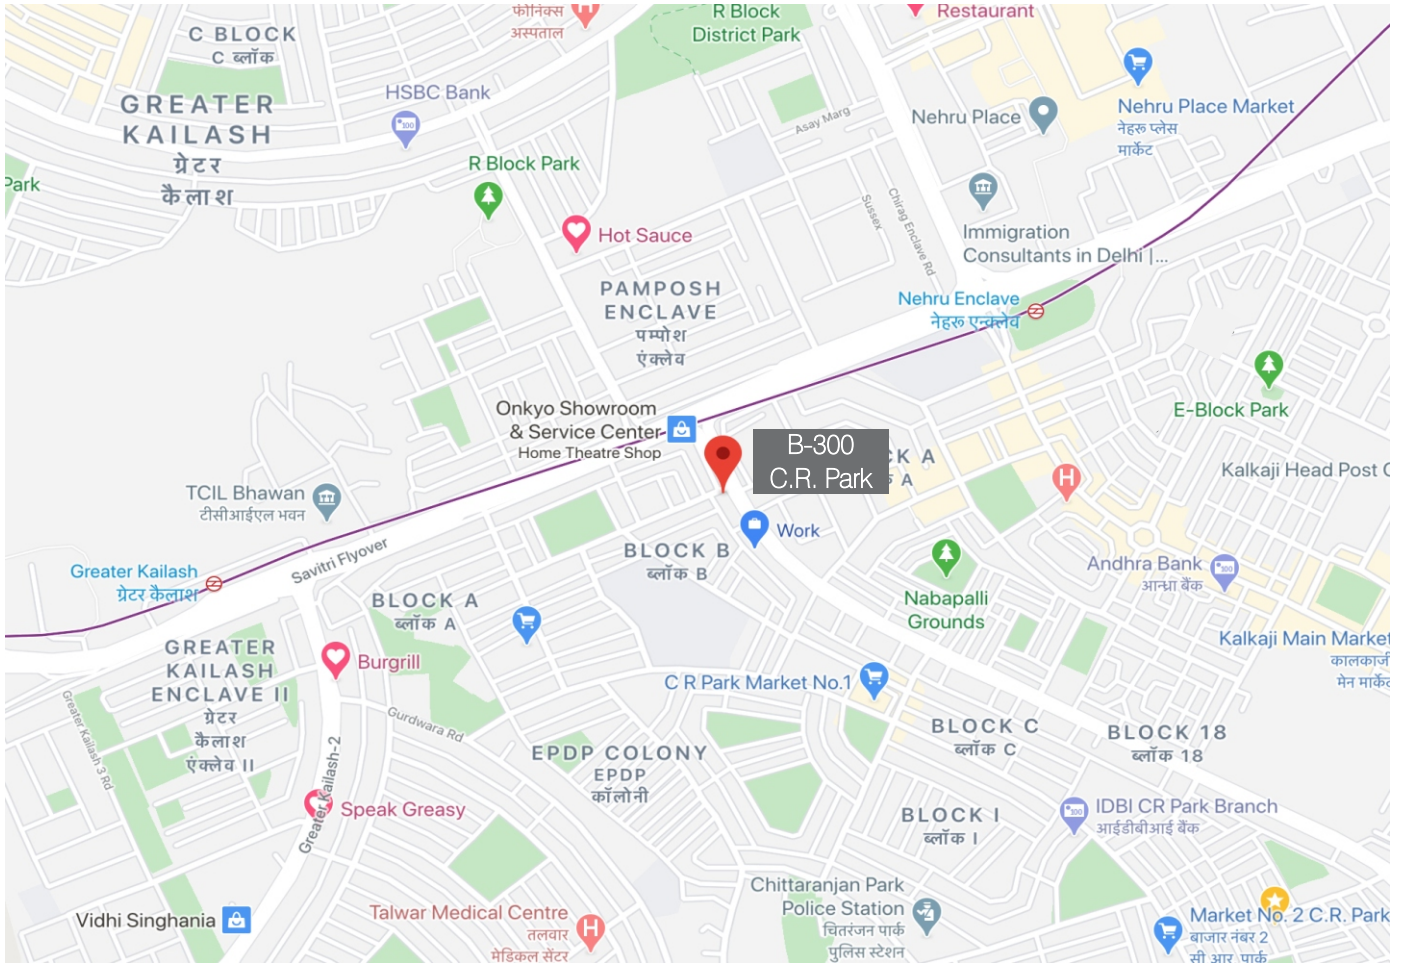 फीनिक्स
अस्पताल
R Block
District Park
Restaurant
C BLOCK
C ब्लॉक
HSBC Bank
GREATER
KAILASH
ग्रेटर
कैलाश
Park
R Block Park
Asay Marg
Nehru Place
Nehru Place Market
नेहरू प्लेस
मार्केट
Hot Sauce
Sussex
Chirag Enclave Rd
Immigration
Consultants in Delhi |...
PAMPOSH
ENCLAVE
पम्पोश
एंक्लेव
Nehru Enclave
नेहरू एन्क्लेव
E-Block Park
Onkyo Showroom
& Service Center
Home Theatre Shop
B-300
C.R. Park
CK A
A
Kalkaji Head Post O
TCIL Bhawan
टीसीआईएल भवन
Work
BLOCK B
ब्लॉक B
Savitri Flyover
Greater Kailash
ग्रेटर कैलाश
Andhra Bank
आन्ध्रा बैंक
BLOCK A
ब्लॉक A
Nabapalli
Grounds
Kalkaji Main Market
कालकाजी
मेन मार्केट
GREATER
KAILASH
ENCLAVE II
ग्रेटर
कैलाश
एंक्लेव II
Burgrill
C R Park Market No.1
Greater Kailash 3 Rd
Gurdwara Rd
Greater Kailash-2
BLOCK C
ब्लॉक C
BLOCK 18
ब्लॉक 18
EPDP COLONY
EPDP
कॉलोनी
Speak Greasy
BLOCK I
ब्लॉक I
IDBI CR Park Branch
आईडीबीआई बैंक
Chittaranjan Park
Police Station
चितरंजन पार्क
पुलिस स्टेशन
Vidhi Singhania
Talwar Medical Centre
तलवार
मेडिकल सेंटर
Market No. 2 C.R. Park
बाजार नंबर 2
सी आर पार्क